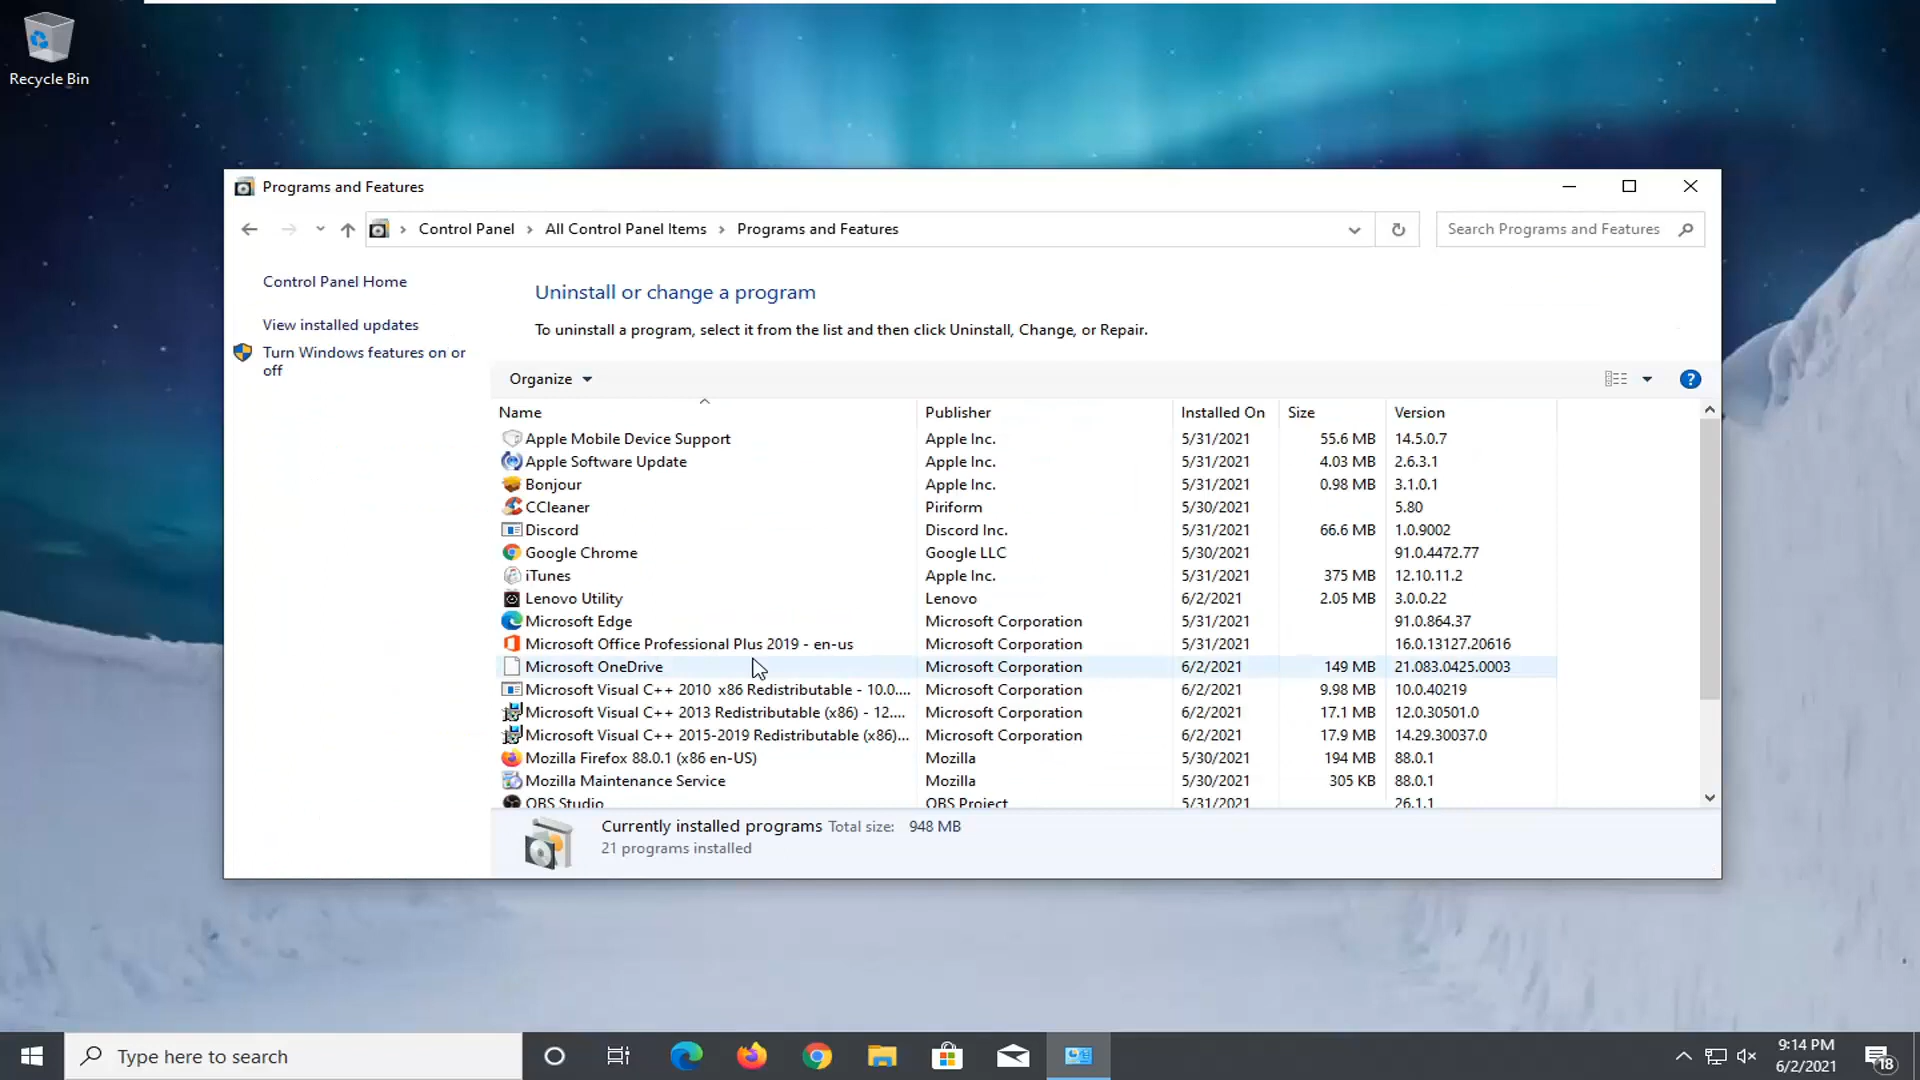 Recycle Bin
Programs and Features
Control Panel > All Control Panel Items > Programs and Features
Search Programs and Features
Control Panel Home
View installed updates
Turn Windows features on or
off
Uninstall or change a program
To uninstall a program, select it from the list and then click Uninstall, Change, or Repair.
Organize
Name Publisher Installed On Size Version
Apple Mobile Device Support Apple Inc. 5/31/2021 55.6 MB 14.5.0.7
Apple Software Update Apple Inc. 5/31/2021 4.03 MB 2.6.3.1
Bonjour Apple Inc. 5/31/2021 0.98 MB 3.1.0.1
CCleaner Piriform 5/30/2021 5.80
Discord Discord Inc. 5/31/2021 66.6 MB 1.0.9002
Google Chrome Google LLC 5/30/2021 91.0.4472.77
iTunes Apple Inc. 5/31/2021 375 MB 12.10.11.2
Lenovo Utility Lenovo 6/2/2021 2.05 MB 3.0.0.22
Microsoft Edge Microsoft Corporation 5/31/2021 91.0.864.37
Microsoft Office Professional Plus 2019 - en-us Microsoft Corporation 5/31/2021 16.0.13127.20616
Microsoft OneDrive Microsoft Corporation 6/2/2021 149 MB 21.083.0425.0003
Microsoft Visual C++ 2010 x86 Redistributable - 10.0.... Microsoft Corporation 6/2/2021 9.98 MB 10.0.40219
Microsoft Visual C++ 2013 Redistributable (x86) - 12.... Microsoft Corporation 6/2/2021 17.1 MB 12.0.30501.0
Microsoft Visual C++ 2015-2019 Redistributable (x86)... Microsoft Corporation 6/2/2021 17.9 MB 14.29.30037.0
Mozilla Firefox 88.0.1 (x86 en-US) Mozilla 5/30/2021 194 MB 88.0.1
Mozilla Maintenance Service Mozilla 5/30/2021 305 KB 88.0.1
OBS Studio OBS Project 5/31/2021 26.1.1
Currently installed programs Total size: 948 MB
21 programs installed
Type here to search
9:14 PM
6/2/2021
18